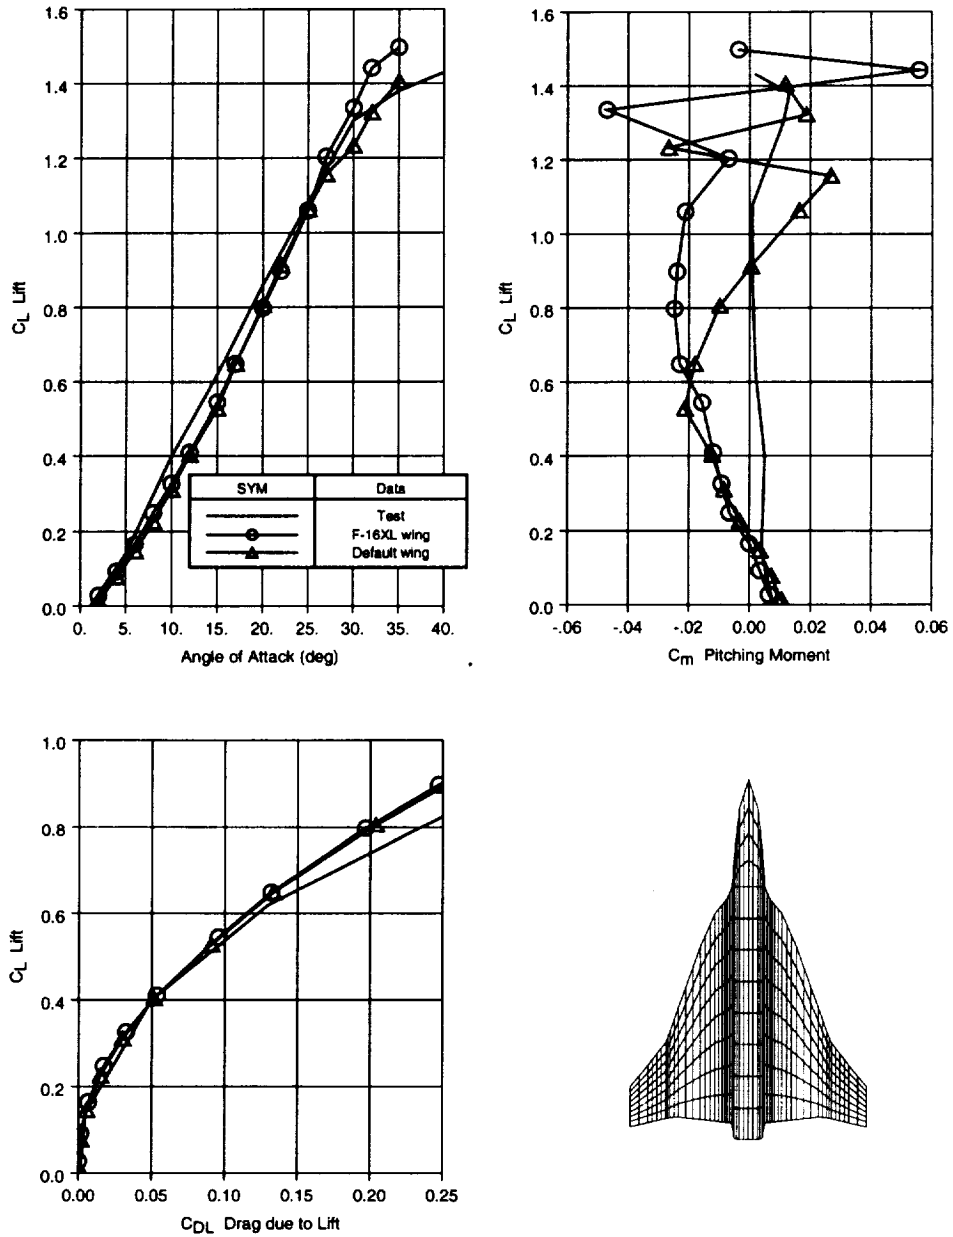 1.6
1.4
1.2
1.0
0.8
0.6
0.4
0.2
0.0
C_L Lift
SYM Data
Test
F-16XL wing
Default wing
0. 5. 10. 15. 20. 25. 30. 35. 40.
Angle of Attack (deg)
1.6
1.4
1.2
1.0
0.8
0.6
0.4
0.2
0.0
C_L Lift
-.06 -.04 -.02 0.00 0.02 0.04 0.06
C_m Pitching Moment
1.0
0.8
0.6
0.4
0.2
0.0
C_L Lift
0.00 0.05 0.10 0.15 0.20 0.25
C_DL Drag due to Lift